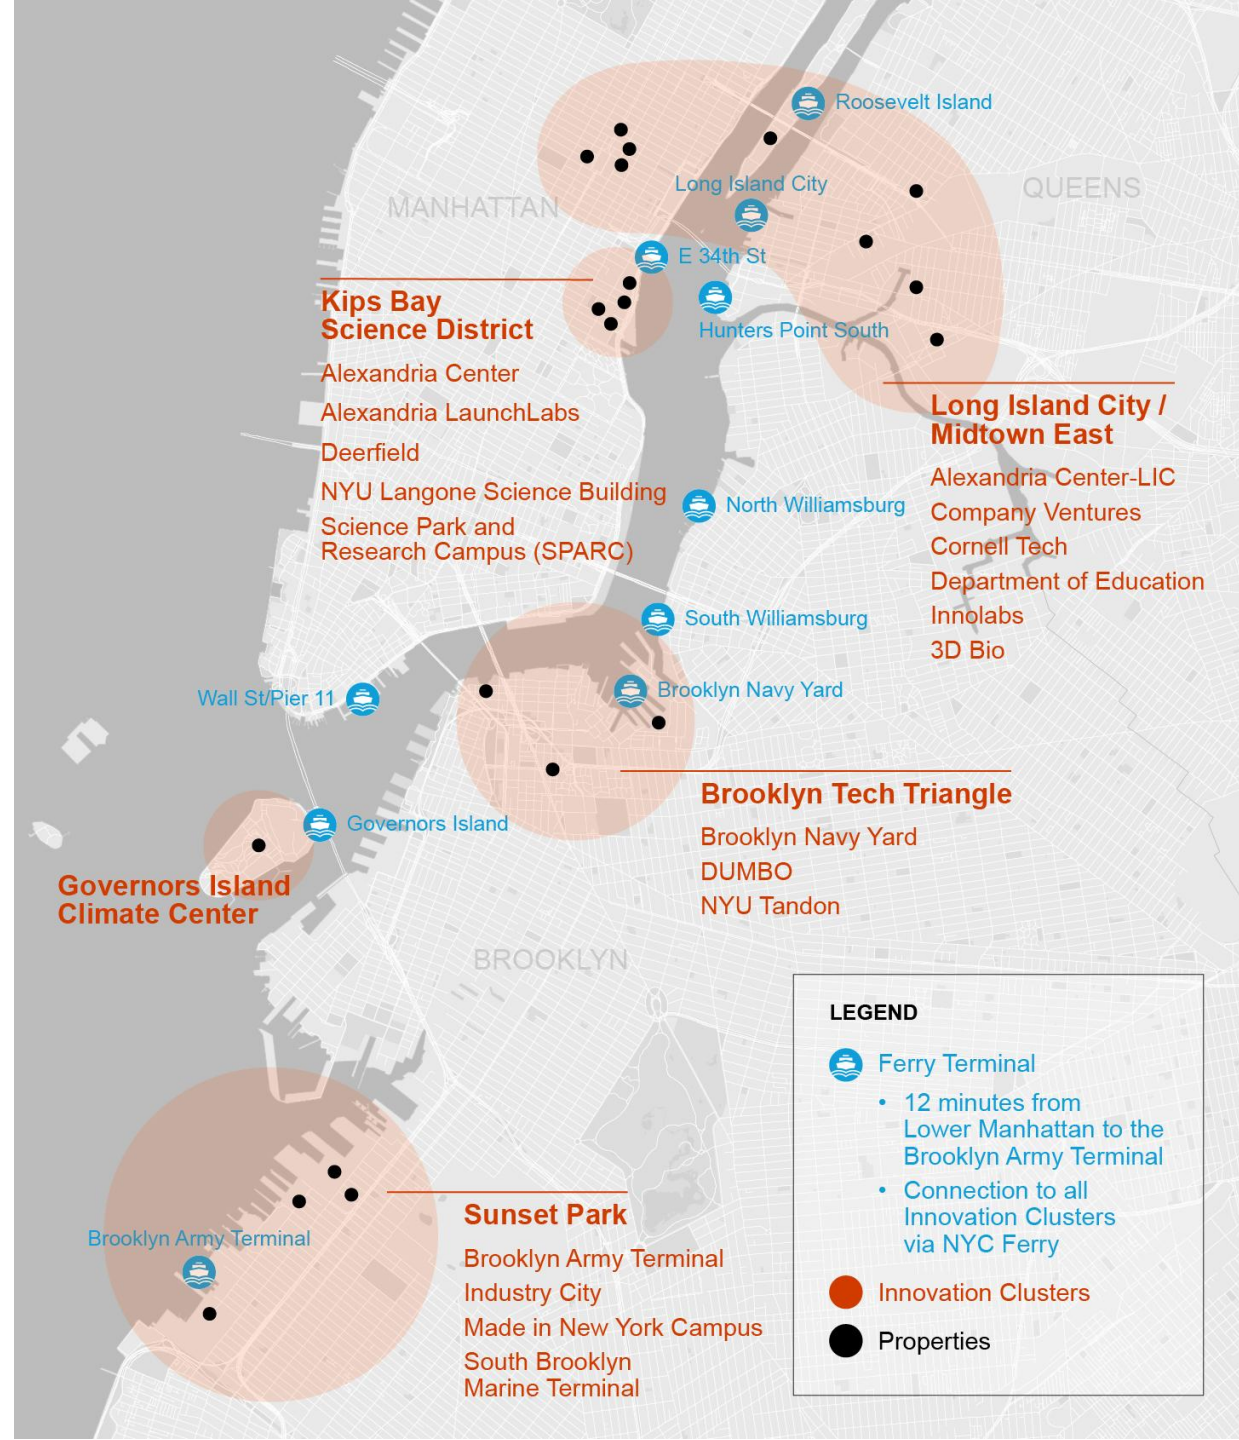 Roosevelt Island
Long Island City
QUEENS
MANHATTAN
E 34th St
Hunters Point South
Kips Bay
Science District
Alexandria Center
Alexandria LaunchLabs
Deerfield
NYU Langone Science Building
Science Park and
Research Campus (SPARC)
Long Island City /
Midtown East
Alexandria Center-LIC
Company Ventures
Cornell Tech
Department of Education
Innolabs
3D Bio
North Williamsburg
South Williamsburg
Wall St/Pier 11
Brooklyn Navy Yard
Brooklyn Tech Triangle
Brooklyn Navy Yard
DUMBO
NYU Tandon
Governors Island
Governors Island
Climate Center
BROOKLYN
Brooklyn Army Terminal
Sunset Park
Brooklyn Army Terminal
Industry City
Made in New York Campus
South Brooklyn
Marine Terminal
LEGEND
Ferry Terminal
• 12 minutes from
Lower Manhattan to the
Brooklyn Army Terminal
• Connection to all
Innovation Clusters
via NYC Ferry
Innovation Clusters
Properties